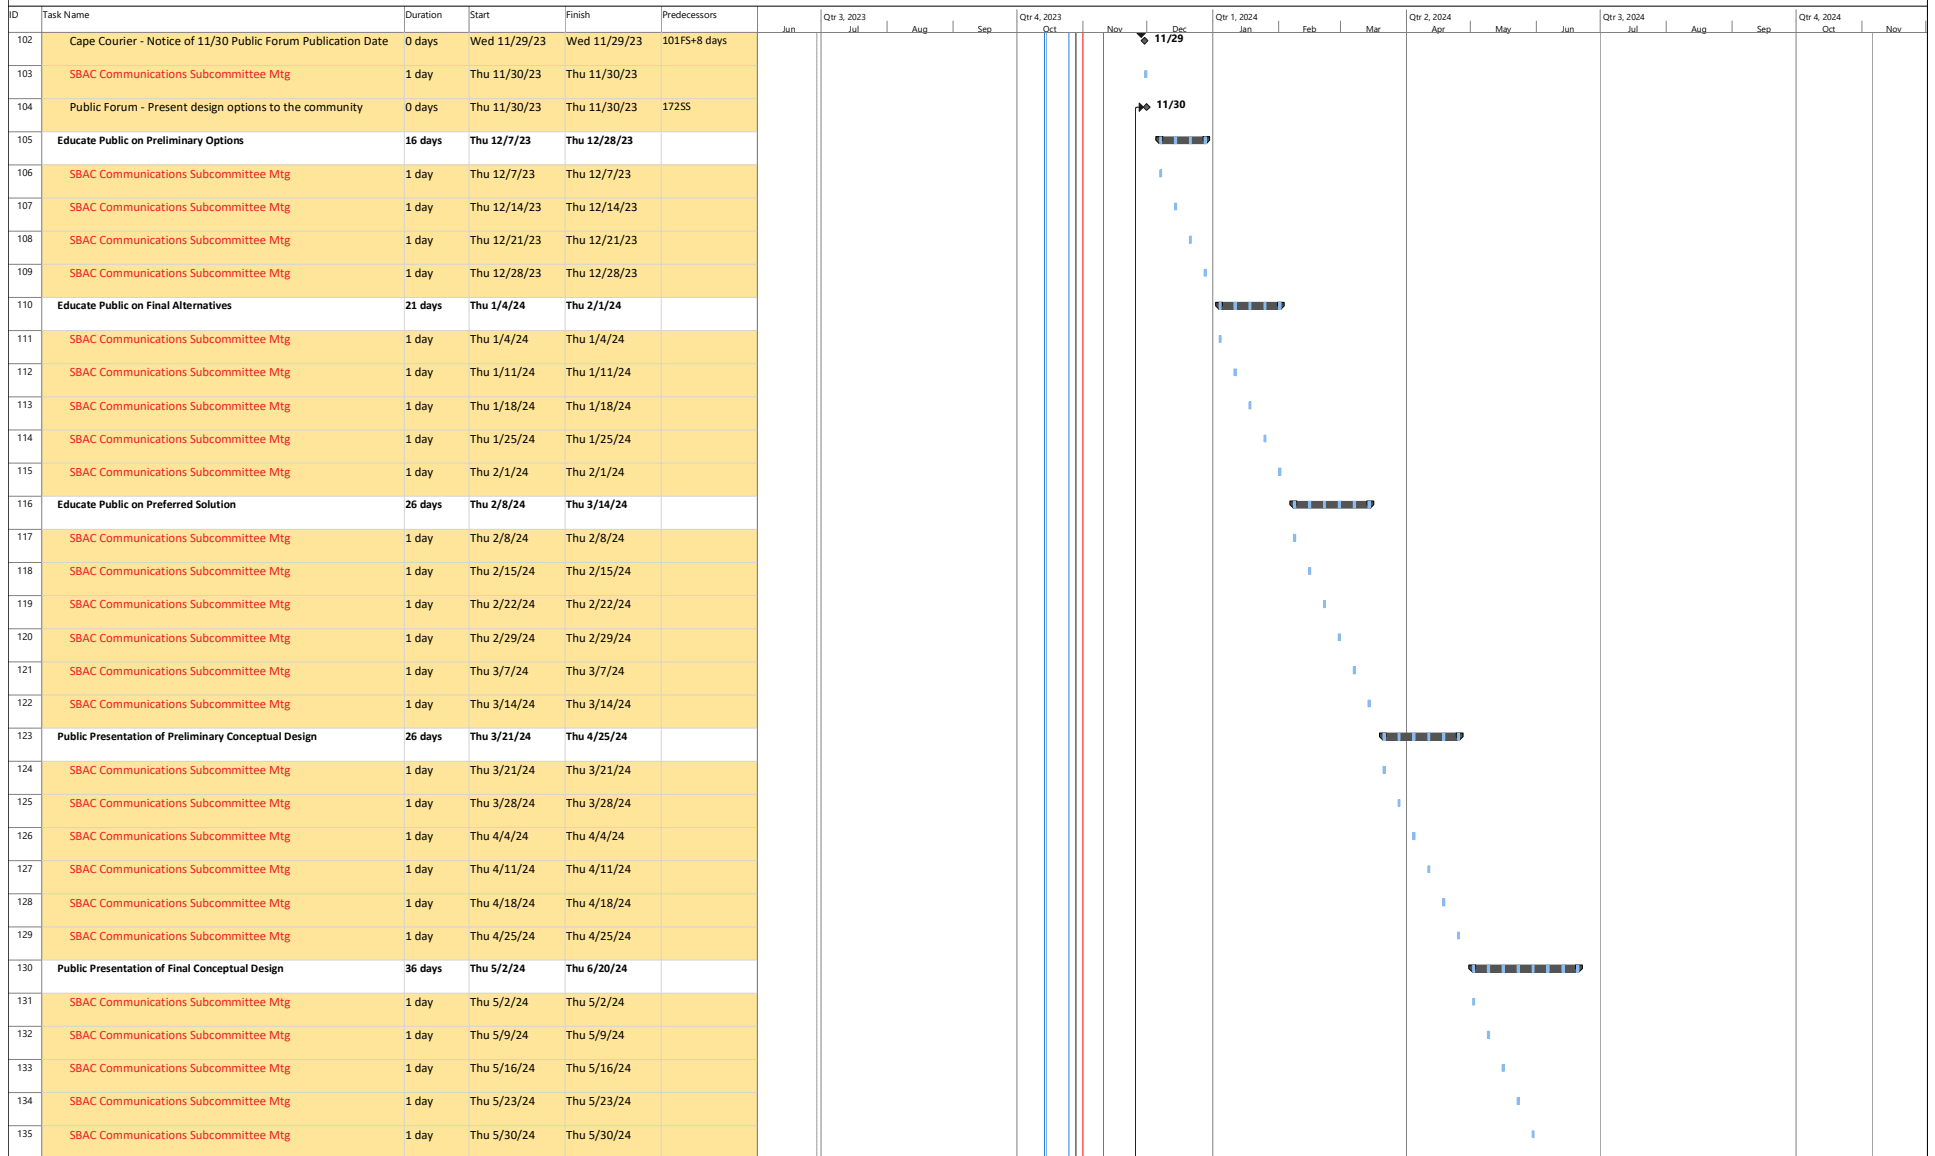 ID Task Name Duration Start Finish Predecessors
Qtr 3, 2023 Qtr 4, 2023 Qtr 1, 2024 Qtr 2, 2024 Qtr 3, 2024 Qtr 4, 2024
Jun Jul Aug Sep Oct Nov Dec Jan Feb Mar Apr May Jun Jul Aug Sep Oct Nov
102 Cape Courier - Notice of 11/30 Public Forum Publication Date 0 days Wed 11/29/23 Wed 11/29/23 101FS+8 days 11/29
103 SBAC Communications Subcommittee Mtg 1 day Thu 11/30/23 Thu 11/30/23
104 Public Forum - Present design options to the community 0 days Thu 11/30/23 Thu 11/30/23 172SS 11/30
105 Educate Public on Preliminary Options 16 days Thu 12/7/23 Thu 12/28/23
106 SBAC Communications Subcommittee Mtg 1 day Thu 12/7/23 Thu 12/7/23
107 SBAC Communications Subcommittee Mtg 1 day Thu 12/14/23 Thu 12/14/23
108 SBAC Communications Subcommittee Mtg 1 day Thu 12/21/23 Thu 12/21/23
109 SBAC Communications Subcommittee Mtg 1 day Thu 12/28/23 Thu 12/28/23
110 Educate Public on Final Alternatives 21 days Thu 1/4/24 Thu 2/1/24
111 SBAC Communications Subcommittee Mtg 1 day Thu 1/4/24 Thu 1/4/24
112 SBAC Communications Subcommittee Mtg 1 day Thu 1/11/24 Thu 1/11/24
113 SBAC Communications Subcommittee Mtg 1 day Thu 1/18/24 Thu 1/18/24
114 SBAC Communications Subcommittee Mtg 1 day Thu 1/25/24 Thu 1/25/24
115 SBAC Communications Subcommittee Mtg 1 day Thu 2/1/24 Thu 2/1/24
116 Educate Public on Preferred Solution 26 days Thu 2/8/24 Thu 3/14/24
117 SBAC Communications Subcommittee Mtg 1 day Thu 2/8/24 Thu 2/8/24
118 SBAC Communications Subcommittee Mtg 1 day Thu 2/15/24 Thu 2/15/24
119 SBAC Communications Subcommittee Mtg 1 day Thu 2/22/24 Thu 2/22/24
120 SBAC Communications Subcommittee Mtg 1 day Thu 2/29/24 Thu 2/29/24
121 SBAC Communications Subcommittee Mtg 1 day Thu 3/7/24 Thu 3/7/24
122 SBAC Communications Subcommittee Mtg 1 day Thu 3/14/24 Thu 3/14/24
123 Public Presentation of Preliminary Conceptual Design 26 days Thu 3/21/24 Thu 4/25/24
124 SBAC Communications Subcommittee Mtg 1 day Thu 3/21/24 Thu 3/21/24
125 SBAC Communications Subcommittee Mtg 1 day Thu 3/28/24 Thu 3/28/24
126 SBAC Communications Subcommittee Mtg 1 day Thu 4/4/24 Thu 4/4/24
127 SBAC Communications Subcommittee Mtg 1 day Thu 4/11/24 Thu 4/11/24
128 SBAC Communications Subcommittee Mtg 1 day Thu 4/18/24 Thu 4/18/24
129 SBAC Communications Subcommittee Mtg 1 day Thu 4/25/24 Thu 4/25/24
130 Public Presentation of Final Conceptual Design 36 days Thu 5/2/24 Thu 6/20/24
131 SBAC Communications Subcommittee Mtg 1 day Thu 5/2/24 Thu 5/2/24
132 SBAC Communications Subcommittee Mtg 1 day Thu 5/9/24 Thu 5/9/24
133 SBAC Communications Subcommittee Mtg 1 day Thu 5/16/24 Thu 5/16/24
134 SBAC Communications Subcommittee Mtg 1 day Thu 5/23/24 Thu 5/23/24
135 SBAC Communications Subcommittee Mtg 1 day Thu 5/30/24 Thu 5/30/24